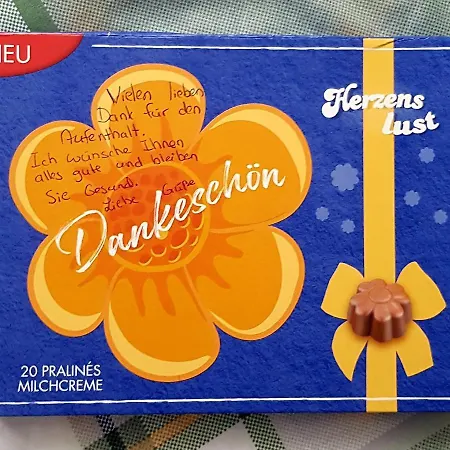 NEU
Vielen lieben
Dank für den
Aufenthalt.
Ich wünsche Ihnen
alles gute und bleiben
Sie Gesund.
Liebe Grüße
Dankeschön
Herzens
lust
20 PRALINÉS
MILCHCREME